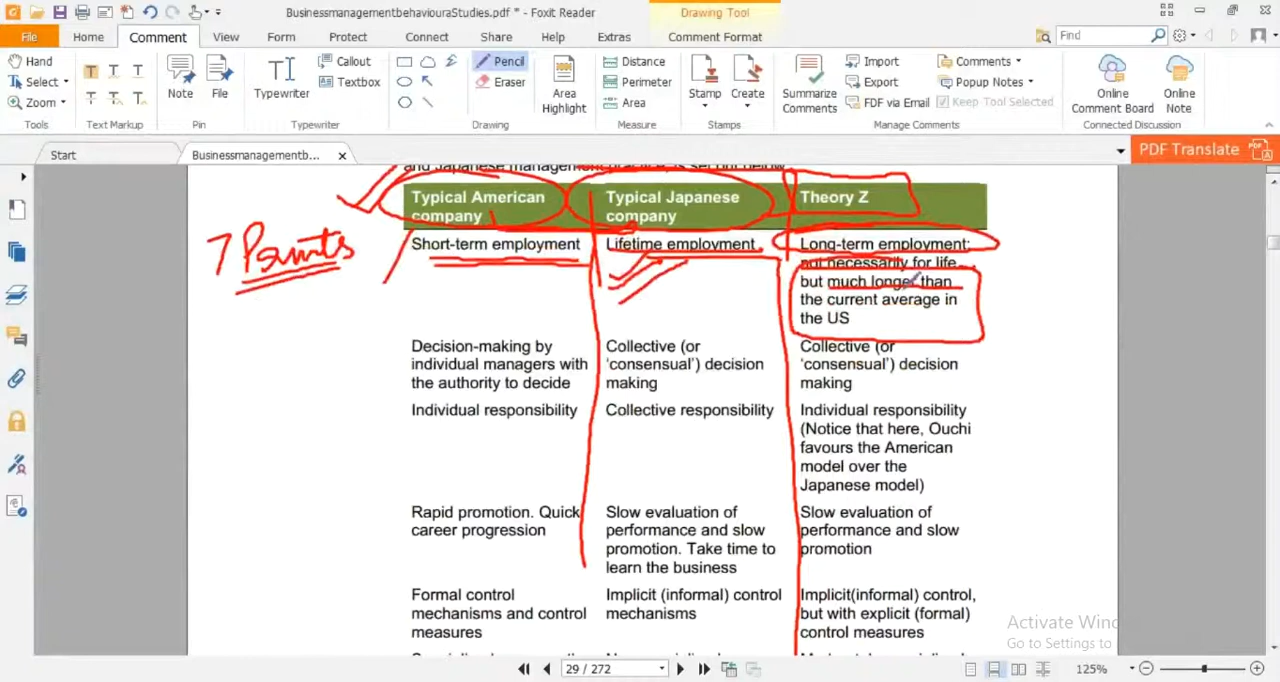 BusinessmanagementbehaviouraStudies.pdf * - Foxit Reader
Drawing Tool
File Home Comment View Form Protect Connect Share Help Extras Comment Format Find
Hand
Select
Zoom
Tools
Text Markup
Note
File
Pin
Typewriter
Callout
Textbox
Typewriter
Pencil
Eraser
Area Highlight
Drawing
Distance
Perimeter
Area
Measure
Stamp
Create
Stamps
Summarize Comments
Import
Export
FDF via Email
Comments
Popup Notes
Keep Tool Selected
Manage Comments
Online Comment Board
Online Note
Connected Discussion
Start
Businessmanagementb...
PDF Translate
and Japanese management practice, is set out below
Typical American company
Typical Japanese company
Theory Z
7 Points
Short-term employment
Lifetime employment
Long-term employment;
not necessarily for life
but much longer than
the current average in
the US
Decision-making by
individual managers with
the authority to decide
Collective (or
‘consensual’) decision
making
Collective (or
‘consensual’) decision
making
Individual responsibility
Collective responsibility
Individual responsibility
(Notice that here, Ouchi
favours the American
model over the
Japanese model)
Rapid promotion. Quick
career progression
Slow evaluation of
performance and slow
promotion. Take time to
learn the business
Slow evaluation of
performance and slow
promotion
Formal control
mechanisms and control
measures
Implicit (informal) control
mechanisms
Implicit(informal) control,
but with explicit (formal)
control measures
Activate Win
Go to Settings to
29 / 272
125%